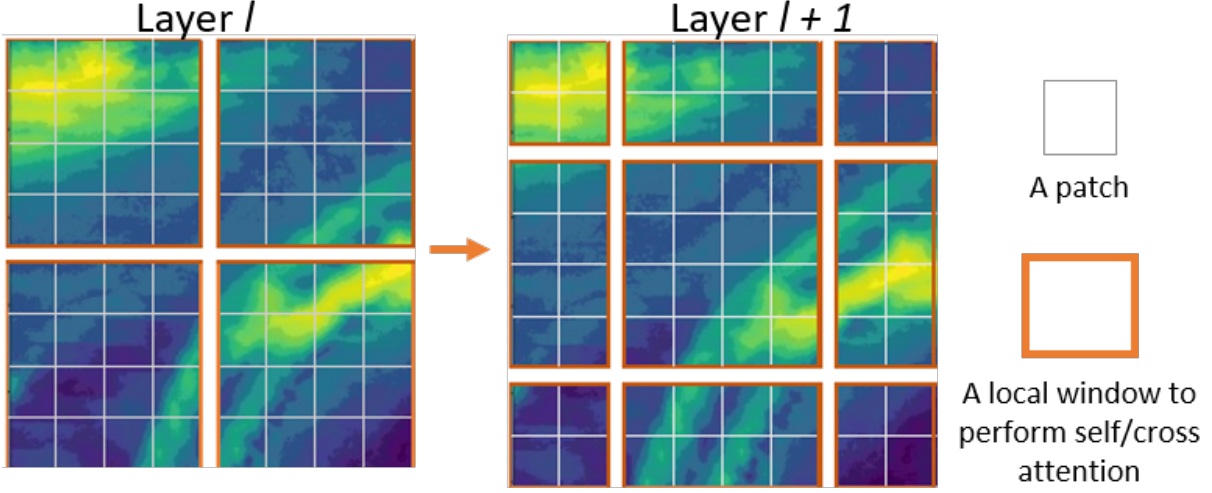 Layer l
Layer l + 1
A patch
A local window to
perform self/cross
attention